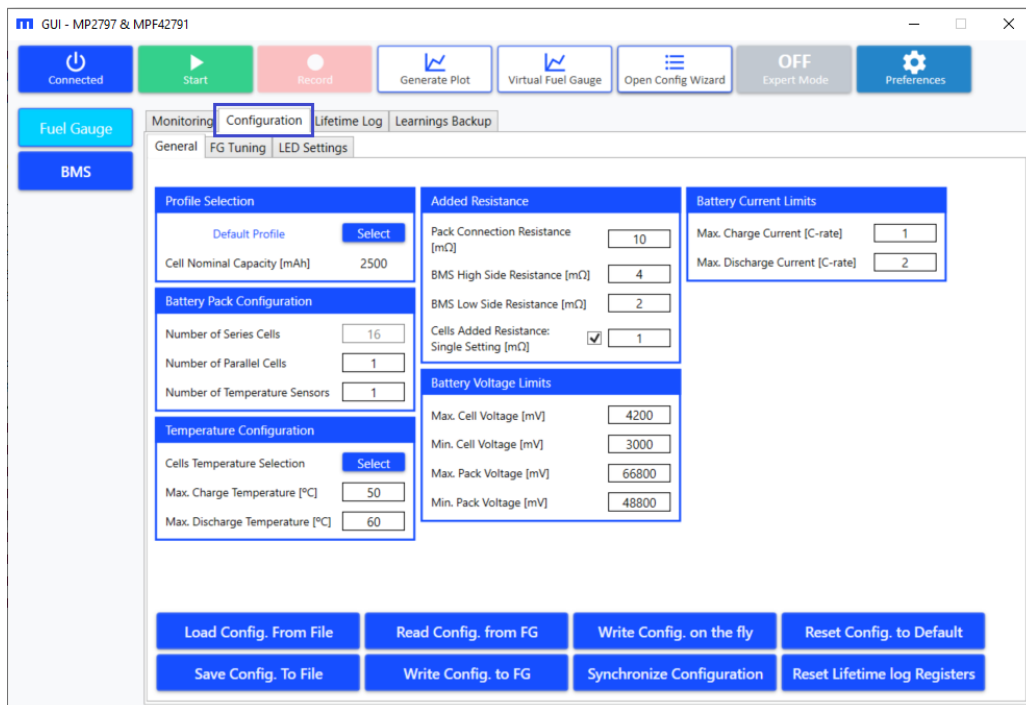 GUI - MP2797 & MPF42791
Connected
Start
Record
Generate Plot
Virtual Fuel Gauge
Open Config Wizard
OFF
Expert Mode
Preferences
Fuel Gauge
BMS
Monitoring Configuration Lifetime Log Learnings Backup
General FG Tuning LED Settings
Profile Selection
Default Profile Select
Cell Nominal Capacity [mAh] 2500
Battery Pack Configuration
Number of Series Cells 16
Number of Parallel Cells 1
Number of Temperature Sensors 1
Temperature Configuration
Cells Temperature Selection Select
Max. Charge Temperature [ºC] 50
Max. Discharge Temperature [ºC] 60
Added Resistance
Pack Connection Resistance
[mΩ] 10
BMS High Side Resistance [mΩ] 4
BMS Low Side Resistance [mΩ] 2
Cells Added Resistance:
Single Setting [mΩ] 1
Battery Voltage Limits
Max. Cell Voltage [mV] 4200
Min. Cell Voltage [mV] 3000
Max. Pack Voltage [mV] 66800
Min. Pack Voltage [mV] 48800
Battery Current Limits
Max. Charge Current [C-rate] 1
Max. Discharge Current [C-rate] 2
Load Config. From File Read Config. from FG Write Config. on the fly Reset Config. to Default
Save Config. To File Write Config. to FG Synchronize Configuration Reset Lifetime log Registers